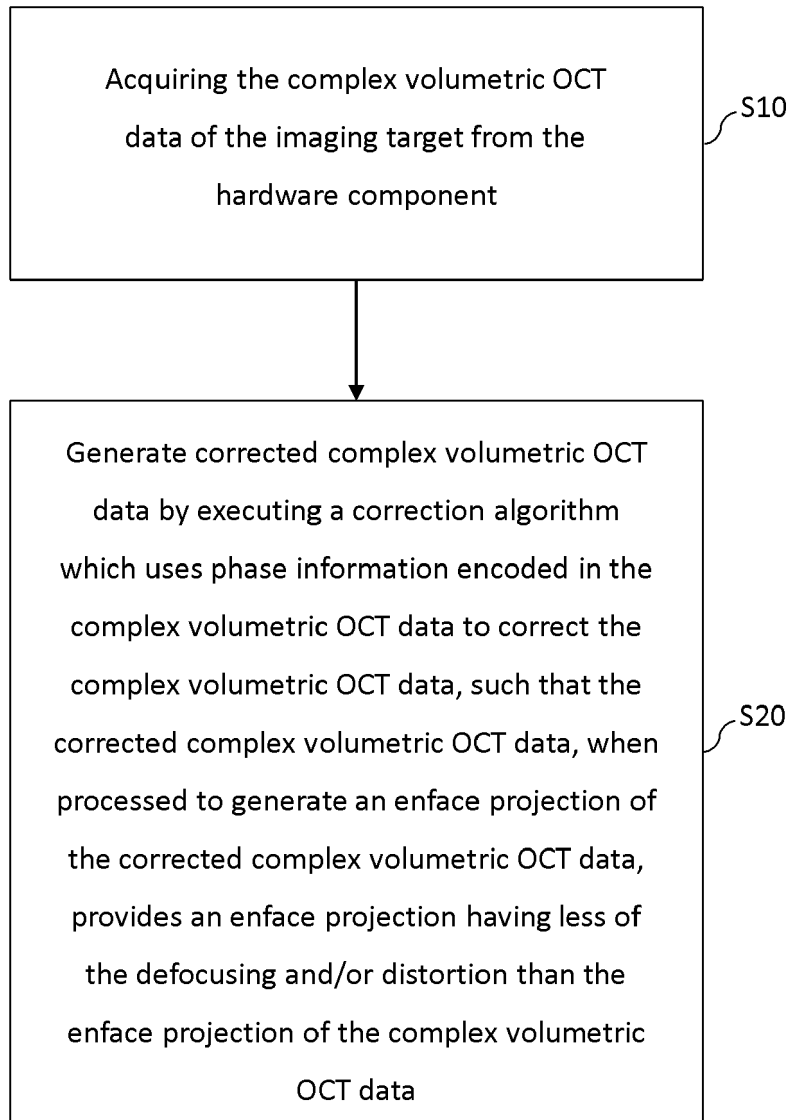 Acquiring the complex volumetric OCT
data of the imaging target from the
hardware component
S10
Generate corrected complex volumetric OCT
data by executing a correction algorithm
which uses phase information encoded in the
complex volumetric OCT data to correct the
complex volumetric OCT data, such that the
corrected complex volumetric OCT data, when
processed to generate an enface projection of
the corrected complex volumetric OCT data,
provides an enface projection having less of
the defocusing and/or distortion than the
enface projection of the complex volumetric
OCT data
S20